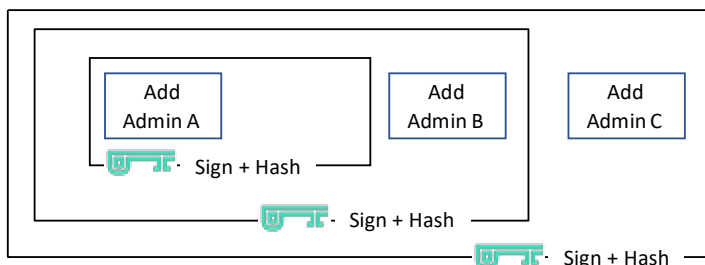 Add
Admin A
Add
Admin B
Add
Admin C
Sign + Hash
Sign + Hash
Sign + Hash